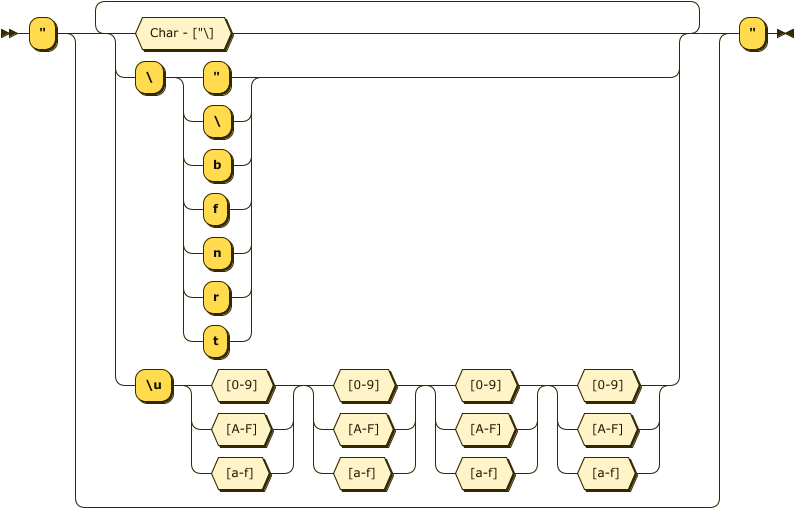 " Char - ["\] "
\ "
\
b
f
n
r
t
\u [0-9] [0-9] [0-9] [0-9]
[A-F] [A-F] [A-F] [A-F]
[a-f] [a-f] [a-f] [a-f]